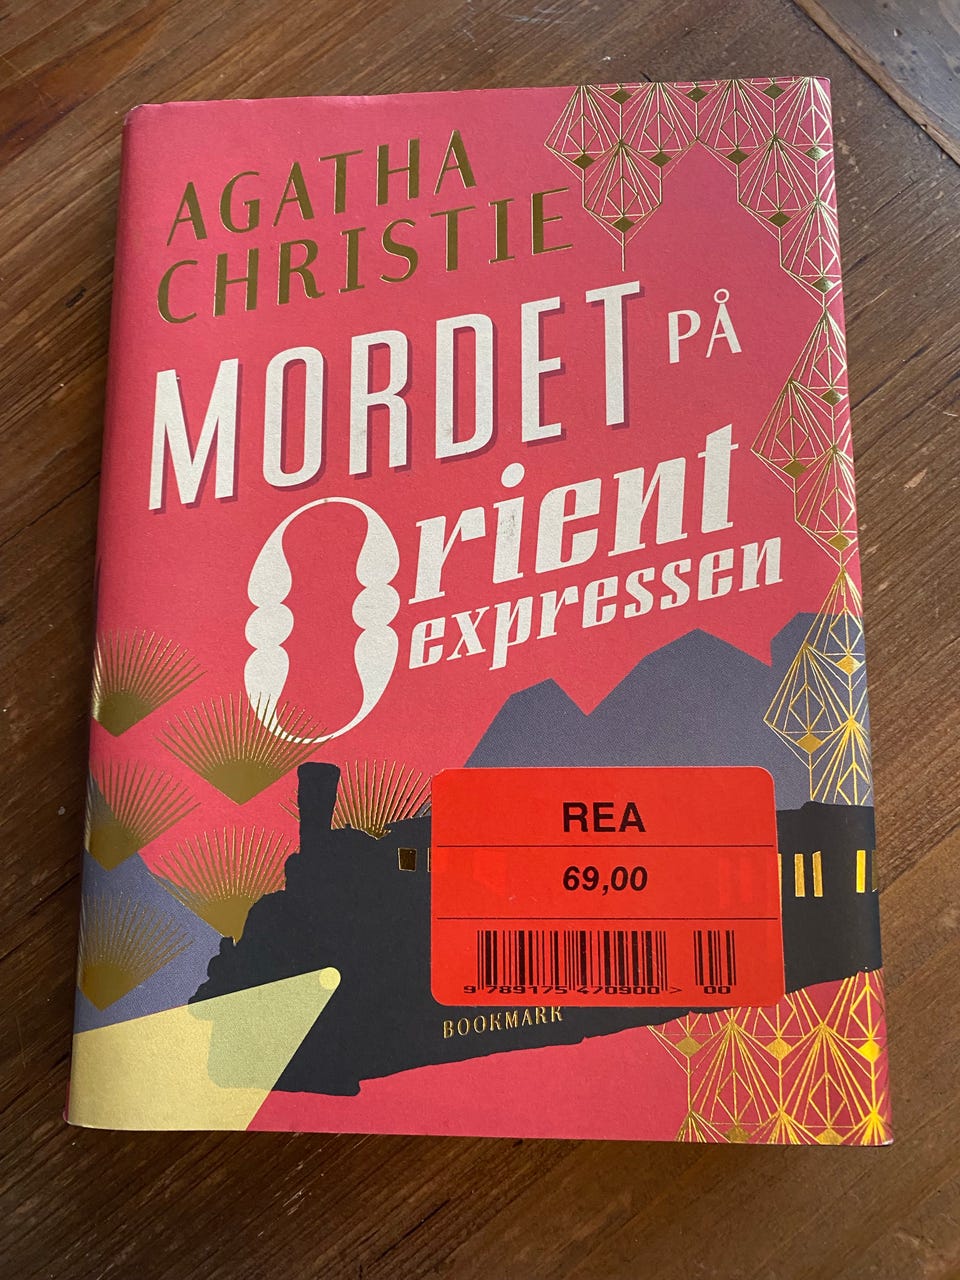 AGATHA
CHRISTIE
MORDET PÅ
Orient
expressen
REA
69,00
9 789175 470900 > 00
BOOKMARK